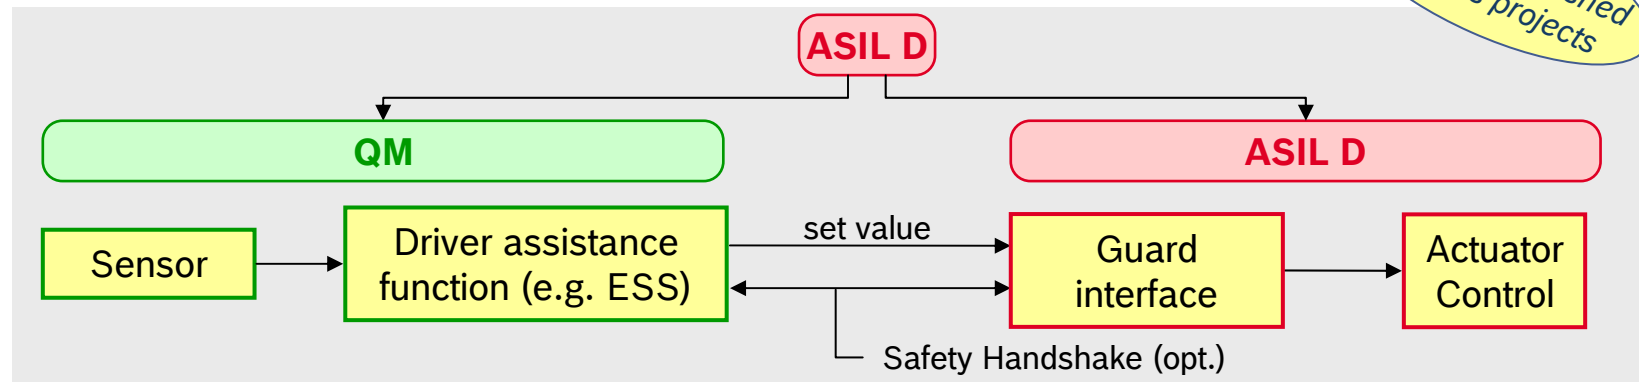 projects
ASIL D
QM
ASIL D
Sensor
Driver assistance
function (e.g. ESS)
set value
Guard
interface
Actuator
Control
Safety Handshake (opt.)